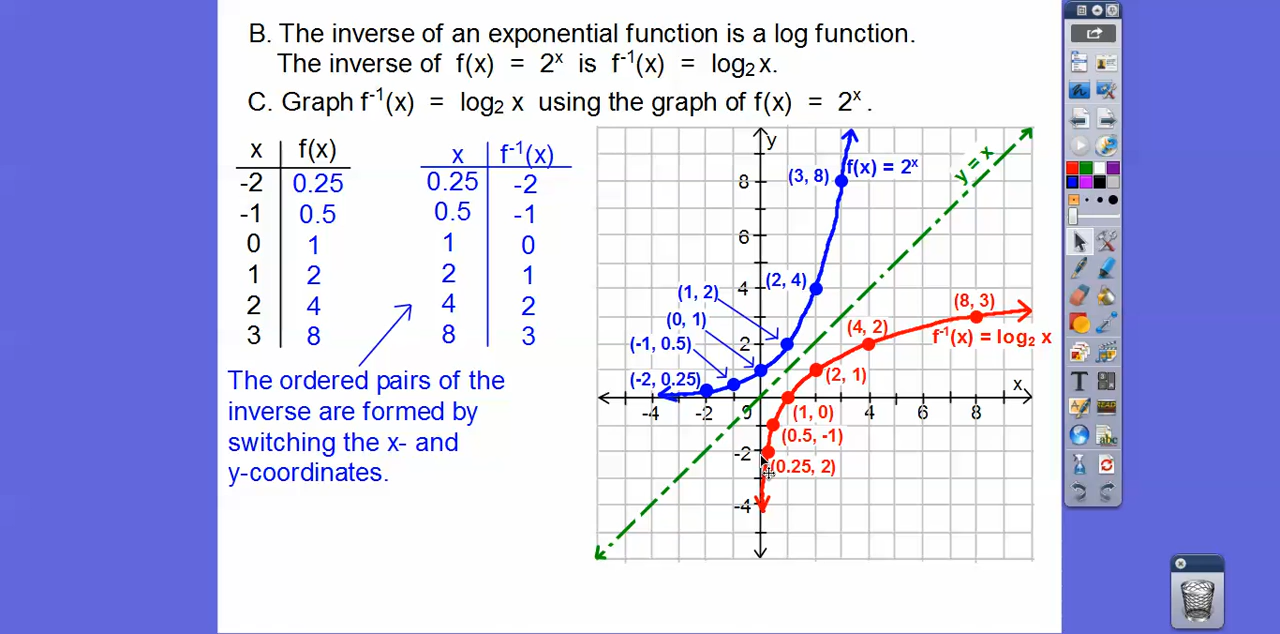 B. The inverse of an exponential function is a log function.
The inverse of f(x) = 2ˣ is f⁻¹(x) = log₂ x.
C. Graph f⁻¹(x) = log₂ x using the graph of f(x) = 2ˣ.
x f(x)
-2 0.25
-1 0.5
0 1
1 2
2 4
3 8
x f⁻¹(x)
0.25 -2
0.5 -1
1 0
2 1
4 2
8 3
The ordered pairs of the
inverse are formed by
switching the x- and
y-coordinates.
y
f(x) = 2ˣ
y = x
(3, 8)
(2, 4)
(1, 2)
(0, 1)
(-1, 0.5)
(-2, 0.25)
(8, 3)
(4, 2)
f⁻¹(x) = log₂ x
(2, 1)
(1, 0)
(0.5, -1)
(0.25, 2)
x
8
6
4
2
-2
-4
-4 -2 0 2 4 6 8
T
abc